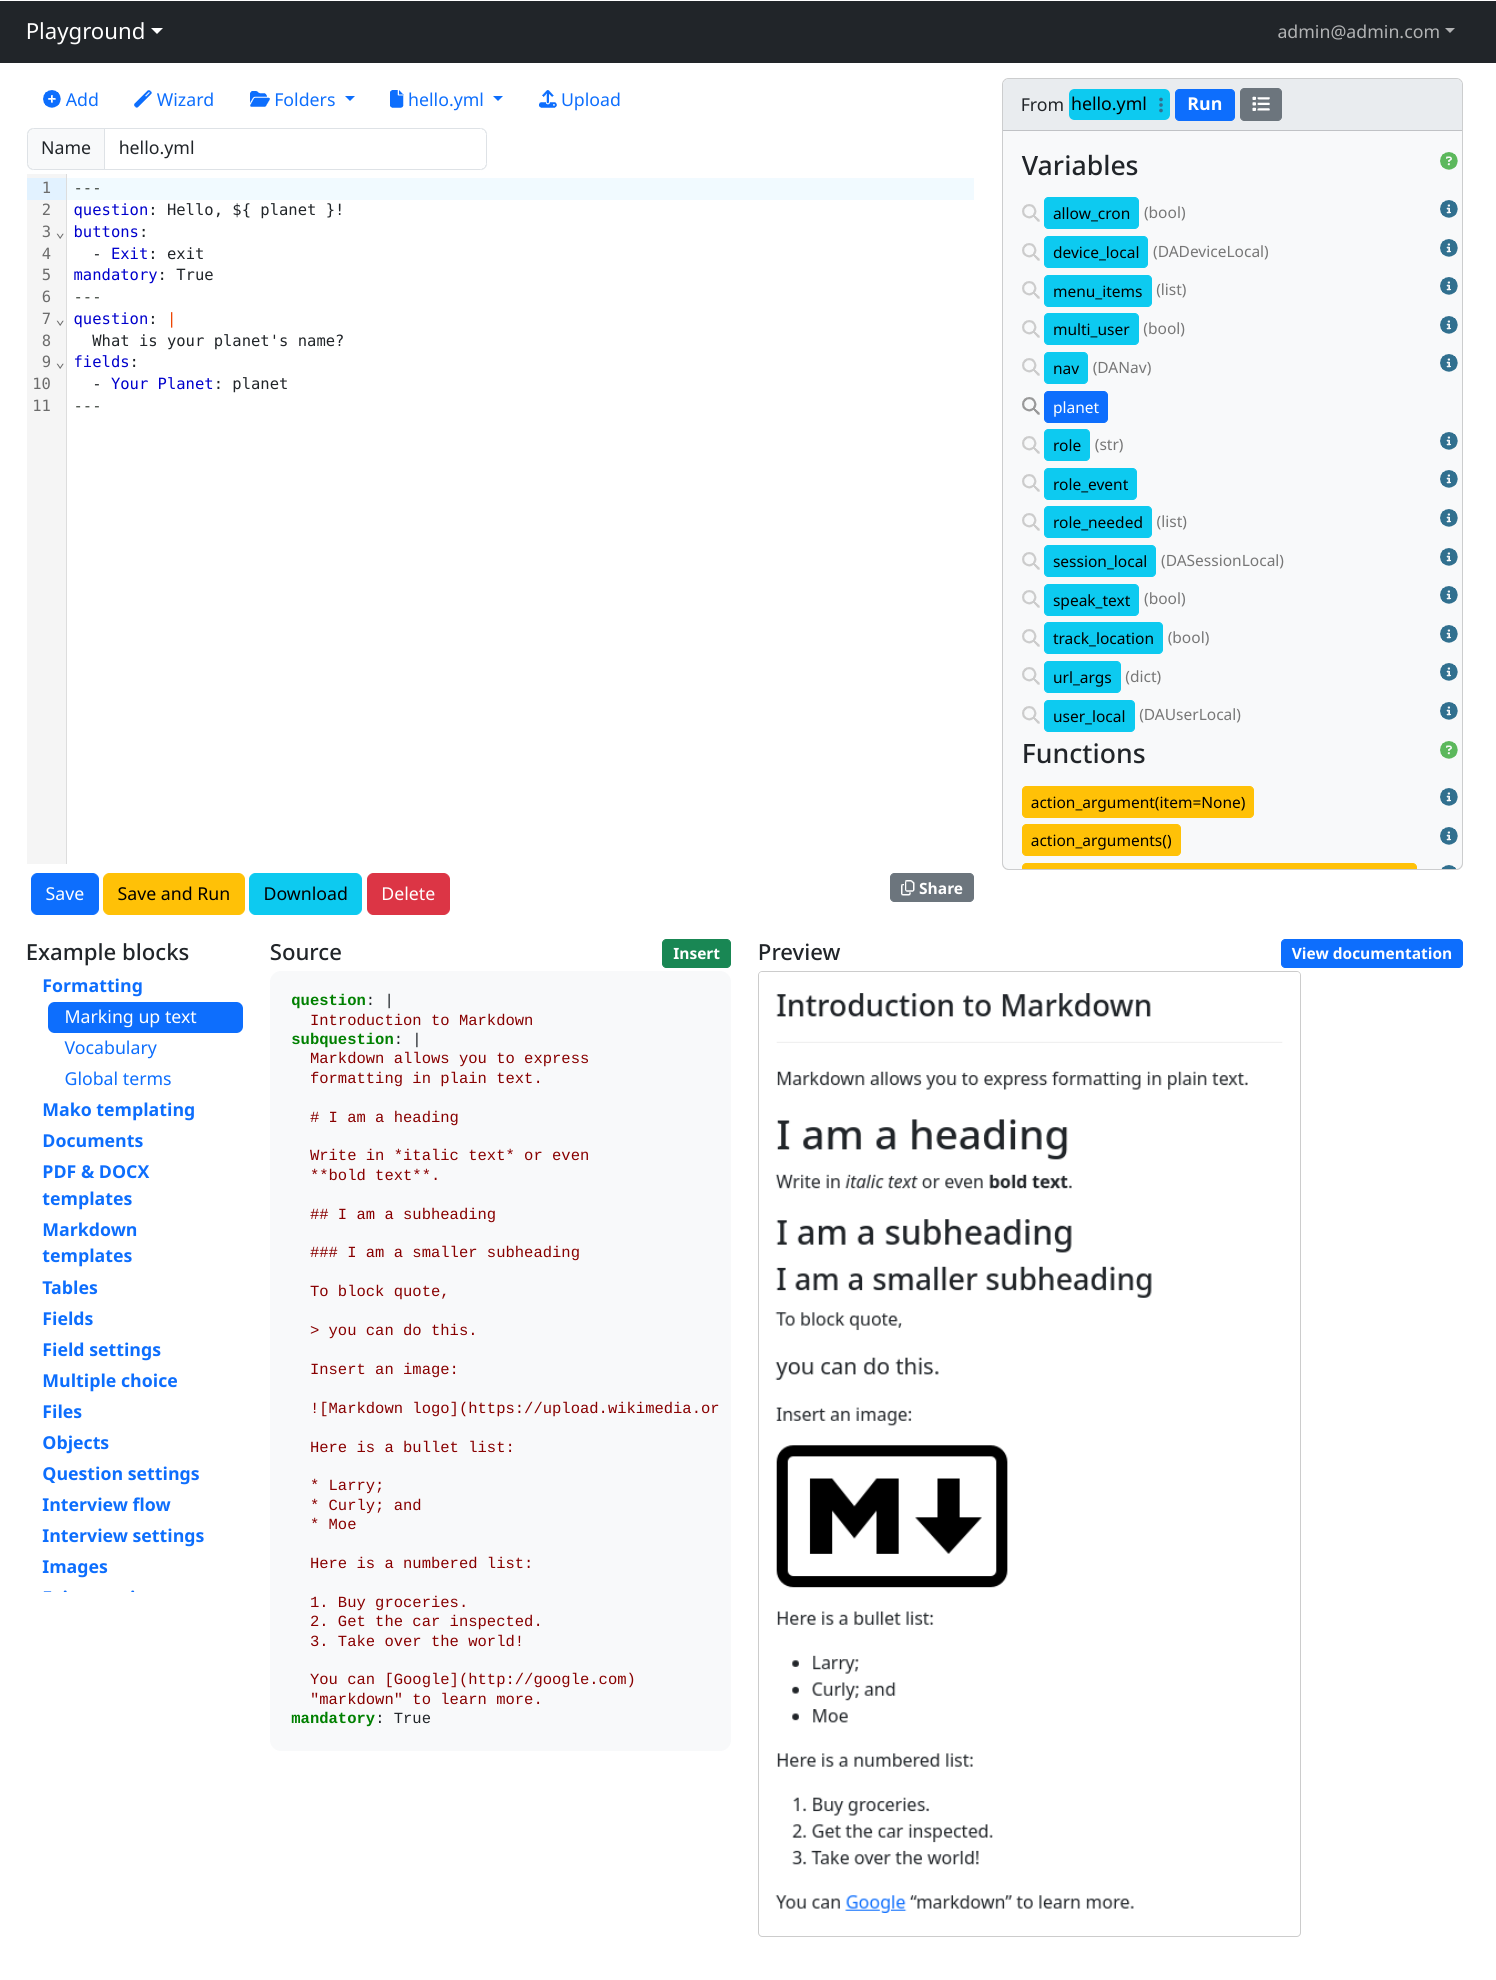 Playground
admin@admin.com
Add
Wizard
Folders
hello.yml
Upload
Name
hello.yml
1 ---
2 question: Hello, ${ planet }!
3 buttons:
4   - Exit: exit
5 mandatory: True
6 ---
7 question: |
8   What is your planet's name?
9 fields:
10   - Your Planet: planet
11 ---
From hello.yml Run
Variables
allow_cron (bool)
device_local (DADeviceLocal)
menu_items (list)
multi_user (bool)
nav (DANav)
planet
role (str)
role_event
role_needed (list)
session_local (DASessionLocal)
speak_text (bool)
track_location (bool)
url_args (dict)
user_local (DAUserLocal)
Functions
action_argument(item=None)
action_arguments()
Save
Save and Run
Download
Delete
Share
Example blocks
Formatting
Marking up text
Vocabulary
Global terms
Mako templating
Documents
PDF & DOCX
templates
Markdown
templates
Tables
Fields
Field settings
Multiple choice
Files
Objects
Question settings
Interview flow
Interview settings
Images
Source
Insert
question: |
  Introduction to Markdown
subquestion: |
  Markdown allows you to express
  formatting in plain text.
  # I am a heading
  Write in *italic text* or even
  **bold text**.
  ## I am a subheading
  ### I am a smaller subheading
  To block quote,
  > you can do this.
  Insert an image:
  ![Markdown logo](https://upload.wikimedia.or
  Here is a bullet list:
  * Larry;
  * Curly; and
  * Moe
  Here is a numbered list:
  1. Buy groceries.
  2. Get the car inspected.
  3. Take over the world!
  You can [Google](http://google.com)
  "markdown" to learn more.
mandatory: True
Preview
View documentation
Introduction to Markdown
Markdown allows you to express formatting in plain text.
I am a heading
Write in italic text or even bold text.
I am a subheading
I am a smaller subheading
To block quote,
you can do this.
Insert an image:
M
Here is a bullet list:
• Larry;
• Curly; and
• Moe
Here is a numbered list:
1. Buy groceries.
2. Get the car inspected.
3. Take over the world!
You can Google “markdown” to learn more.